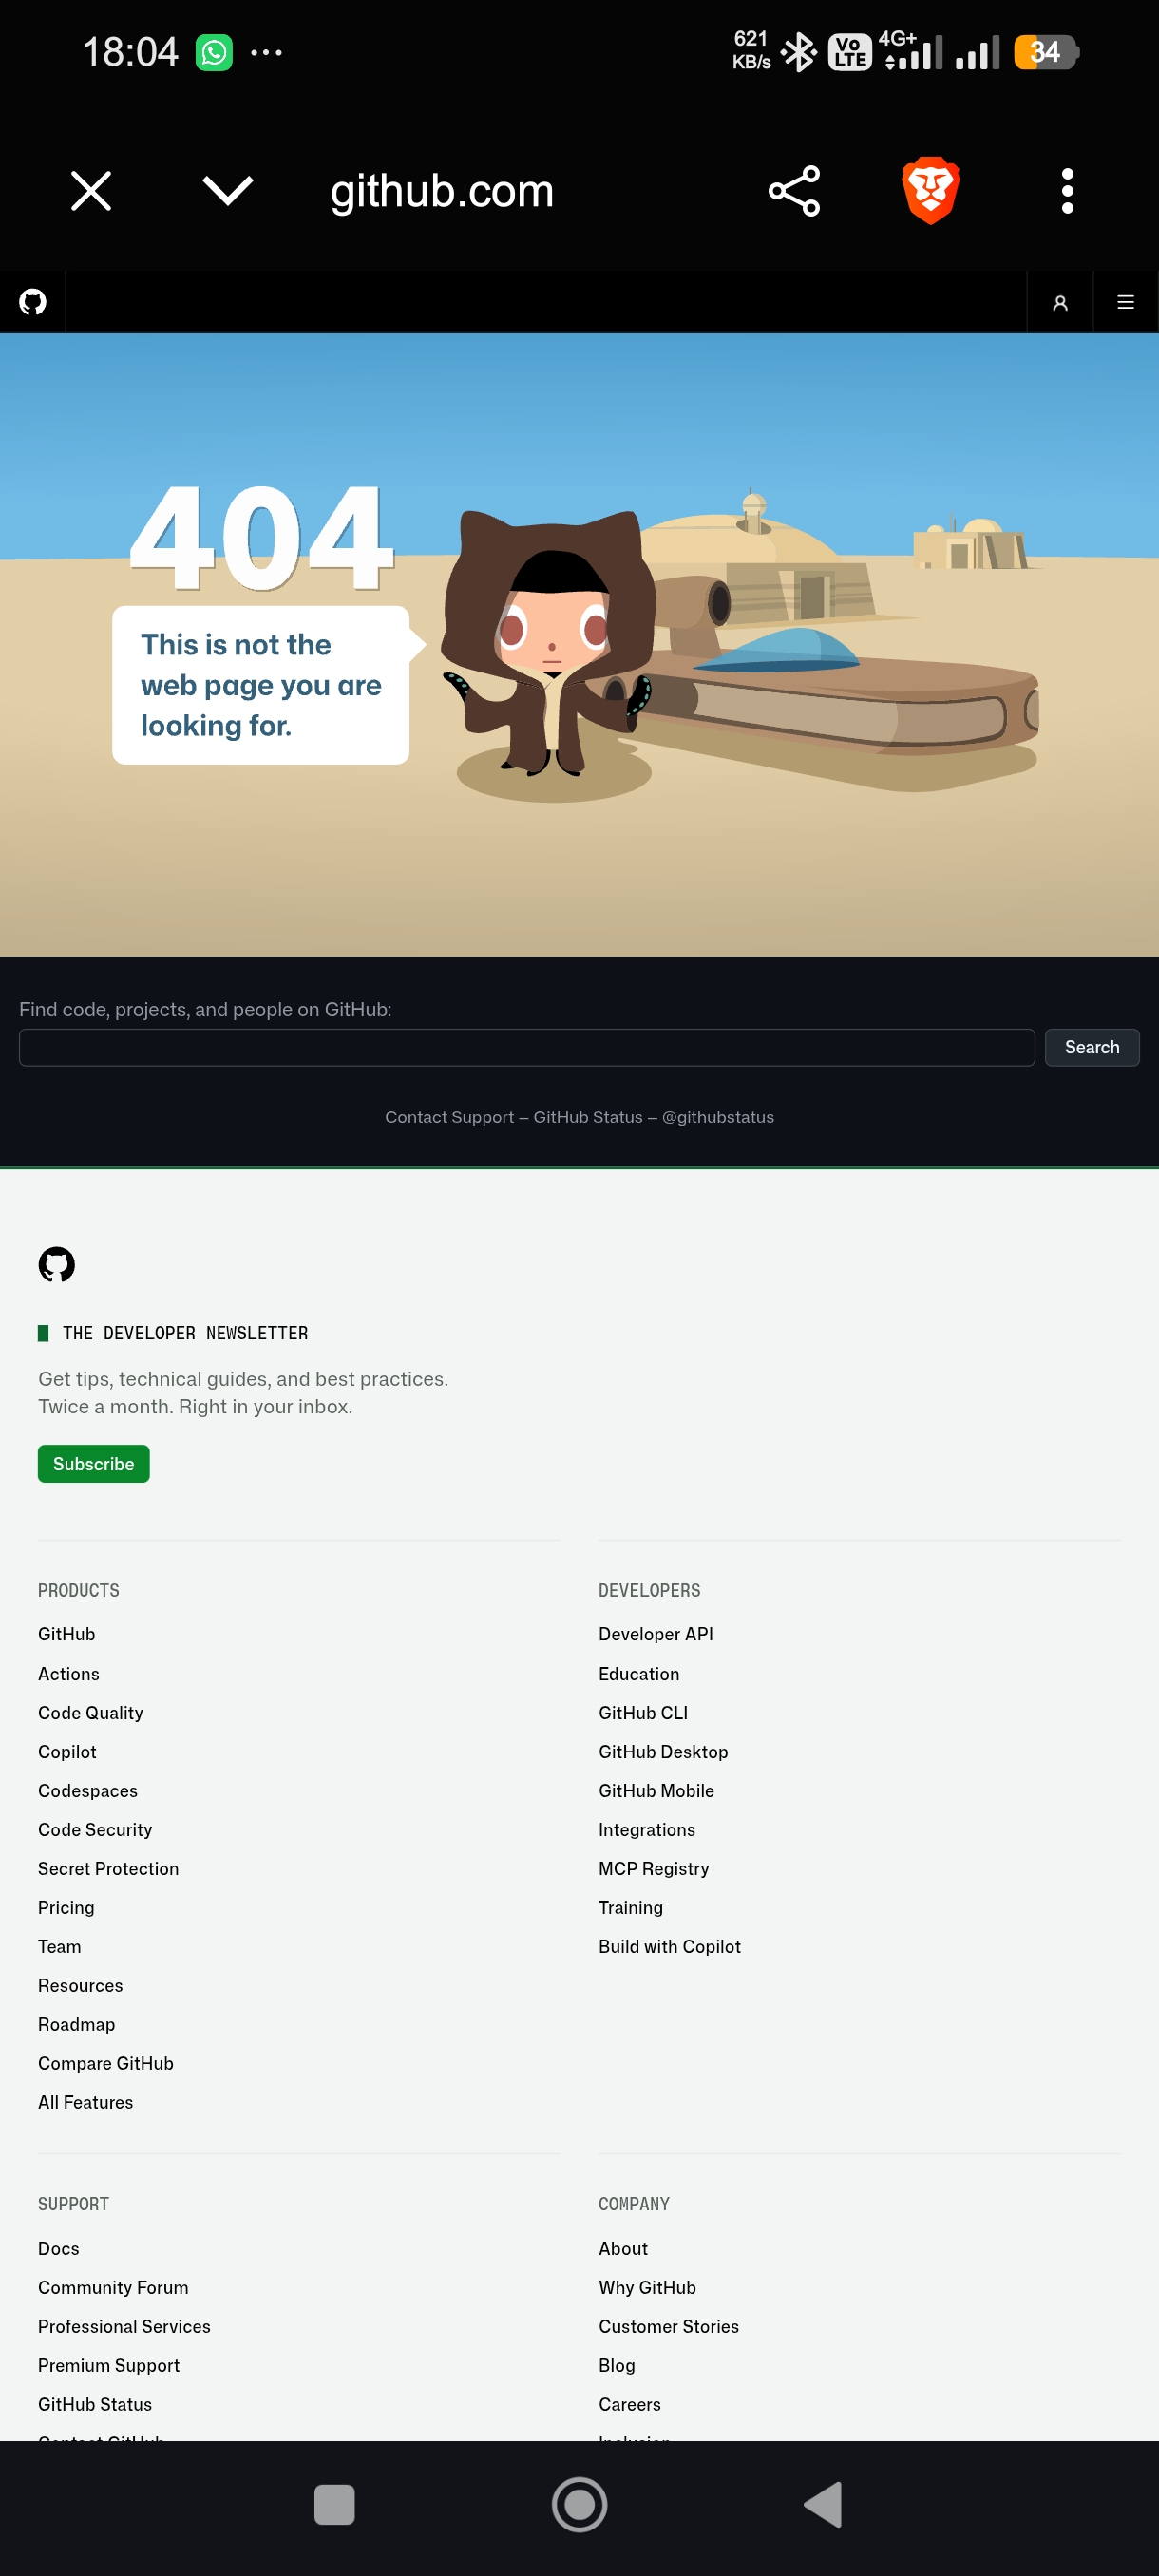 18:04
621
KB/s
Vo
LTE
4G+
34
github.com
404
This is not the
web page you are
looking for.
Find code, projects, and people on GitHub:
Search
Contact Support — GitHub Status — @githubstatus
THE DEVELOPER NEWSLETTER
Get tips, technical guides, and best practices.
Twice a month. Right in your inbox.
Subscribe
PRODUCTS
GitHub
Actions
Code Quality
Copilot
Codespaces
Code Security
Secret Protection
Pricing
Team
Resources
Roadmap
Compare GitHub
All Features
DEVELOPERS
Developer API
Education
GitHub CLI
GitHub Desktop
GitHub Mobile
Integrations
MCP Registry
Training
Build with Copilot
SUPPORT
Docs
Community Forum
Professional Services
Premium Support
GitHub Status
Contact GitHub
COMPANY
About
Why GitHub
Customer Stories
Blog
Careers
Inclusion